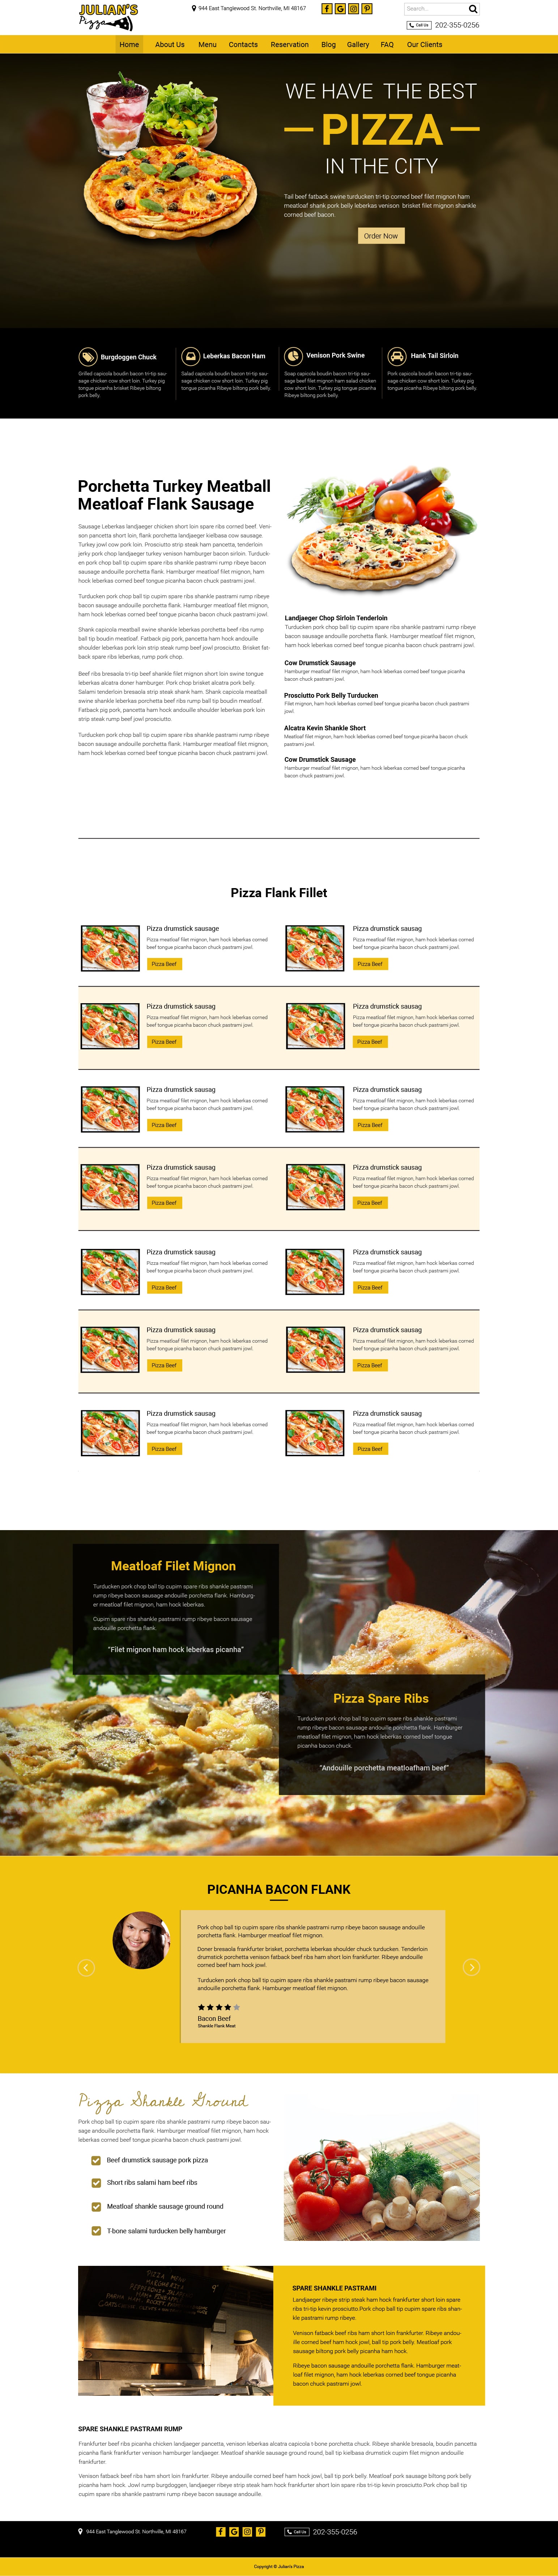 JULIAN'S
Pizza
944 East Tanglewood St. Northville, MI 48167
Search...
Call Us
202-355-0256
Home
About Us
Menu
Contacts
Reservation
Blog
Gallery
FAQ
Our Clients
WE HAVE THE BEST
PIZZA
IN THE CITY
Tail beef fatback swine turducken tri-tip corned beef filet mignon ham
meatloaf shank pork belly leberkas venison brisket filet mignon shankle
corned beef bacon.
Order Now
Burgdoggen Chuck
Grilled capicola boudin bacon tri-tip sau-
sage chicken cow short loin. Turkey pig
tongue picanha brisket Ribeye biltong
pork belly.
Leberkas Bacon Ham
Salad capicola boudin bacon tri-tip sau-
sage chicken cow short loin. Turkey pig
tongue picanha Ribeye biltong pork belly.
Venison Pork Swine
Soap capicola boudin bacon tri-tip sau-
sage beef filet mignon ham salad chicken
cow short loin. Turkey pig tongue picanha
Ribeye biltong pork belly.
Hank Tail Sirloin
Pork capicola boudin bacon tri-tip sau-
sage chicken cow short loin. Turkey pig
tongue picanha Ribeye biltong pork belly.
Porchetta Turkey Meatball
Meatloaf Flank Sausage
Sausage Leberkas landjaeger chicken short loin spare ribs corned beef. Veni-
son pancetta short loin, flank porchetta landjaeger kielbasa cow sausage.
Turkey jowl cow pork loin. Prosciutto strip steak ham pancetta, tenderloin
jerky pork chop landjaeger turkey venison hamburger bacon sirloin. Turduck-
en pork chop ball tip cupim spare ribs shankle pastrami rump ribeye bacon
sausage andouille porchetta flank. Hamburger meatloaf filet mignon, ham
hock leberkas corned beef tongue picanha bacon chuck pastrami jowl.
Turducken pork chop ball tip cupim spare ribs shankle pastrami rump ribeye
bacon sausage andouille porchetta flank. Hamburger meatloaf filet mignon,
ham hock leberkas corned beef tongue picanha bacon chuck pastrami jowl.
Shank capicola meatball swine shankle leberkas porchetta beef ribs rump
ball tip boudin meatloaf. Fatback pig pork, pancetta ham hock andouille
shoulder leberkas pork loin strip steak rump beef jowl prosciutto. Brisket fat-
back spare ribs leberkas, rump pork chop.
Beef ribs bresaola tri-tip beef shankle filet mignon short loin swine tongue
leberkas alcatra doner hamburger. Pork chop brisket alcatra pork belly.
Salami tenderloin bresaola strip steak shank ham. Shank capicola meatball
swine shankle leberkas porchetta beef ribs rump ball tip boudin meatloaf.
Fatback pig pork, pancetta ham hock andouille shoulder leberkas pork loin
strip steak rump beef jowl prosciutto.
Turducken pork chop ball tip cupim spare ribs shankle pastrami rump ribeye
bacon sausage andouille porchetta flank. Hamburger meatloaf filet mignon,
ham hock leberkas corned beef tongue picanha bacon chuck pastrami jowl.
Landjaeger Chop Sirloin Tenderloin
Turducken pork chop ball tip cupim spare ribs shankle pastrami rump ribeye
bacon sausage andouille porchetta flank. Hamburger meatloaf filet mignon,
ham hock leberkas corned beef tongue picanha bacon chuck pastrami jowl.
Cow Drumstick Sausage
Hamburger meatloaf filet mignon, ham hock leberkas corned beef tongue picanha
bacon chuck pastrami jowl.
Prosciutto Pork Belly Turducken
Filet mignon, ham hock leberkas corned beef tongue picanha bacon chuck pastrami
jowl.
Alcatra Kevin Shankle Short
Meatloaf filet mignon, ham hock leberkas corned beef tongue picanha bacon chuck
pastrami jowl.
Cow Drumstick Sausage
Hamburger meatloaf filet mignon, ham hock leberkas corned beef tongue picanha
bacon chuck pastrami jowl.
Pizza Flank Fillet
Pizza drumstick sausage
Pizza meatloaf filet mignon, ham hock leberkas corned
beef tongue picanha bacon chuck pastrami jowl.
Pizza Beef
Pizza drumstick sausag
Pizza meatloaf filet mignon, ham hock leberkas corned
beef tongue picanha bacon chuck pastrami jowl.
Pizza Beef
Pizza drumstick sausag
Pizza meatloaf filet mignon, ham hock leberkas corned
beef tongue picanha bacon chuck pastrami jowl.
Pizza Beef
Pizza drumstick sausag
Pizza meatloaf filet mignon, ham hock leberkas corned
beef tongue picanha bacon chuck pastrami jowl.
Pizza Beef
Pizza drumstick sausag
Pizza meatloaf filet mignon, ham hock leberkas corned
beef tongue picanha bacon chuck pastrami jowl.
Pizza Beef
Pizza drumstick sausag
Pizza meatloaf filet mignon, ham hock leberkas corned
beef tongue picanha bacon chuck pastrami jowl.
Pizza Beef
Pizza drumstick sausag
Pizza meatloaf filet mignon, ham hock leberkas corned
beef tongue picanha bacon chuck pastrami jowl.
Pizza Beef
Pizza drumstick sausag
Pizza meatloaf filet mignon, ham hock leberkas corned
beef tongue picanha bacon chuck pastrami jowl.
Pizza Beef
Pizza drumstick sausag
Pizza meatloaf filet mignon, ham hock leberkas corned
beef tongue picanha bacon chuck pastrami jowl.
Pizza Beef
Pizza drumstick sausag
Pizza meatloaf filet mignon, ham hock leberkas corned
beef tongue picanha bacon chuck pastrami jowl.
Pizza Beef
Pizza drumstick sausag
Pizza meatloaf filet mignon, ham hock leberkas corned
beef tongue picanha bacon chuck pastrami jowl.
Pizza Beef
Pizza drumstick sausag
Pizza meatloaf filet mignon, ham hock leberkas corned
beef tongue picanha bacon chuck pastrami jowl.
Pizza Beef
Pizza drumstick sausag
Pizza meatloaf filet mignon, ham hock leberkas corned
beef tongue picanha bacon chuck pastrami jowl.
Pizza Beef
Pizza drumstick sausag
Pizza meatloaf filet mignon, ham hock leberkas corned
beef tongue picanha bacon chuck pastrami jowl.
Pizza Beef
Meatloaf Filet Mignon
Turducken pork chop ball tip cupim spare ribs shankle pastrami
rump ribeye bacon sausage andouille porchetta flank. Hamburg-
er meatloaf filet mignon, ham hock leberkas.
Cupim spare ribs shankle pastrami rump ribeye bacon sausage
andouille porchetta flank.
"Filet mignon ham hock leberkas picanha"
Pizza Spare Ribs
Turducken pork chop ball tip cupim spare ribs shankle pastrami
rump ribeye bacon sausage andouille porchetta flank. Hamburger
meatloaf filet mignon, ham hock leberkas corned beef tongue
picanha bacon chuck.
"Andouille porchetta meatloafham beef"
PICANHA BACON FLANK
Pork chop ball tip cupim spare ribs shankle pastrami rump ribeye bacon sausage andouille
porchetta flank. Hamburger meatloaf filet mignon.
Doner bresaola frankfurter brisket, porchetta leberkas shoulder chuck turducken. Tenderloin
drumstick porchetta venison fatback beef ribs ham short loin frankfurter. Ribeye andouille
corned beef ham hock jowl.
Turducken pork chop ball tip cupim spare ribs shankle pastrami rump ribeye bacon sausage
andouille porchetta flank. Hamburger meatloaf filet mignon.
Bacon Beef
Shankle Flank Meat
Pizza Shankle Ground
Pork chop ball tip cupim spare ribs shankle pastrami rump ribeye bacon sau-
sage andouille porchetta flank. Hamburger meatloaf filet mignon, ham hock
leberkas corned beef tongue picanha bacon chuck pastrami jowl.
Beef drumstick sausage pork pizza
Short ribs salami ham beef ribs
Meatloaf shankle sausage ground round
T-bone salami turducken belly hamburger
SPARE SHANKLE PASTRAMI
Landjaeger ribeye strip steak ham hock frankfurter short loin spare
ribs tri-tip kevin prosciutto.Pork chop ball tip cupim spare ribs shan-
kle pastrami rump ribeye.
Venison fatback beef ribs ham short loin frankfurter. Ribeye andou-
ille corned beef ham hock jowl, ball tip pork belly. Meatloaf pork
sausage biltong pork belly picanha ham hock.
Ribeye bacon sausage andouille porchetta flank. Hamburger meat-
loaf filet mignon, ham hock leberkas corned beef tongue picanha
bacon chuck pastrami jowl.
SPARE SHANKLE PASTRAMI RUMP
Frankfurter beef ribs picanha chicken landjaeger pancetta, venison leberkas alcatra capicola t-bone porchetta chuck. Ribeye shankle bresaola, boudin pancetta
picanha flank frankfurter venison hamburger landjaeger. Meatloaf shankle sausage ground round, ball tip kielbasa drumstick cupim filet mignon andouille
frankfurter.
Venison fatback beef ribs ham short loin frankfurter. Ribeye andouille corned beef ham hock jowl, ball tip pork belly. Meatloaf pork sausage biltong pork belly
picanha ham hock. Jowl rump burgdoggen, landjaeger ribeye strip steak ham hock frankfurter short loin spare ribs tri-tip kevin prosciutto.Pork chop ball tip
cupim spare ribs shankle pastrami rump ribeye bacon sausage andouille.
944 East Tanglewood St. Northville, MI 48167
Call Us
202-355-0256
Copyright © Julian's Pizza